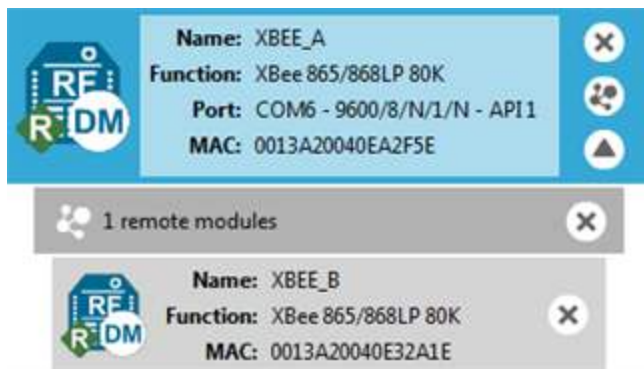 RF
R
DM
Name: XBEE_A
Function: XBee 865/868LP 80K
Port: COM6 - 9600/8/N/1/N - API 1
MAC: 0013A20040EA2F5E
1 remote modules
RF
R
DM
Name: XBEE_B
Function: XBee 865/868LP 80K
MAC: 0013A20040E32A1E